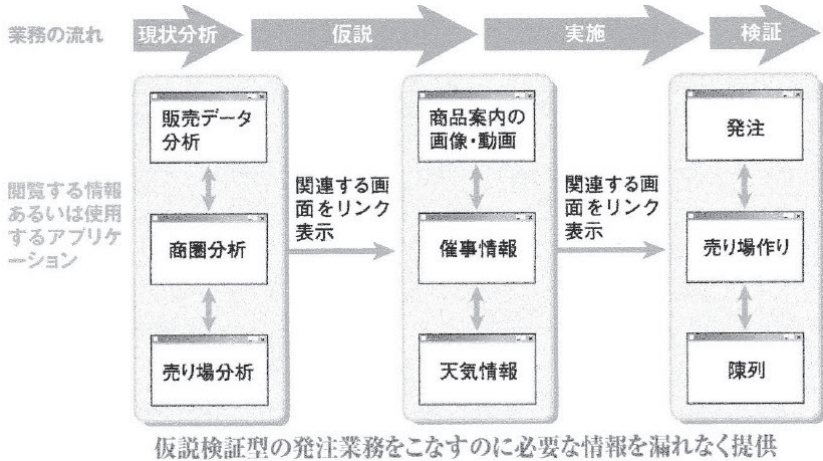 業務の流れ
現状分析
仮説
実施
検証
閲覧する情報
あるいは使用
するアプリケ
ーション
販売データ
分析
商圏分析
売り場分析
関連する画
面をリンク
表示
商品案内の
画像・動画
催事情報
天気情報
関連する画
面をリンク
表示
発注
売り場作り
陳列
仮説検証型の発注業務をこなすのに必要な情報を漏れなく提供